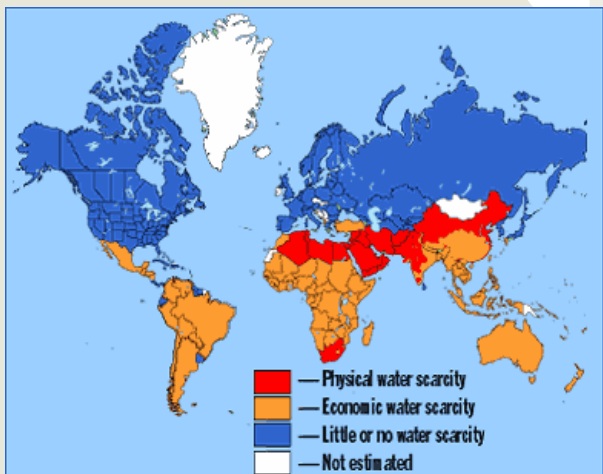 — Physical water scarcity
— Economic water scarcity
— Little or no water scarcity
— Not estimated